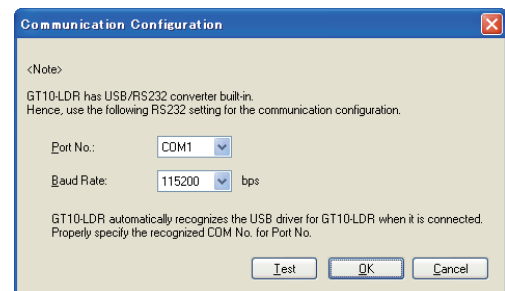 Communication Configuration
<Note>
GT10-LDR has USB/RS232 converter built-in.
Hence, use the following RS232 setting for the communication configuration.
Port No.: COM1
Baud Rate: 115200 bps
GT10-LDR automatically recognizes the USB driver for GT10-LDR when it is connected.
Properly specify the recognized COM No. for Port No.
Test OK Cancel